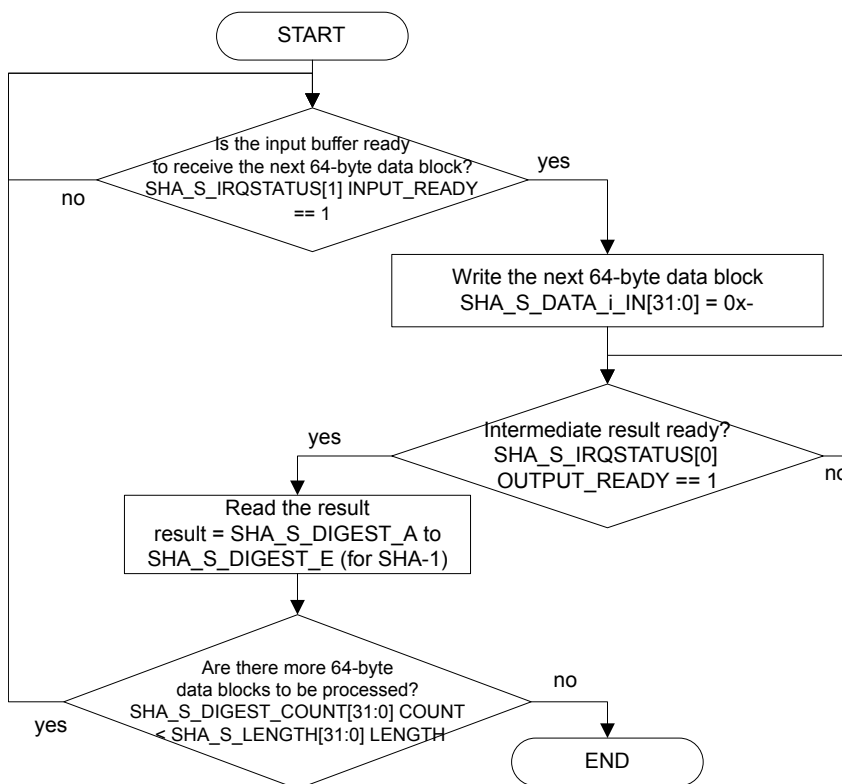 START
Is the input buffer ready
to receive the next 64-byte data block?
SHA_S_IRQSTATUS[1] INPUT_READY
== 1
yes
no
Write the next 64-byte data block
SHA_S_DATA_i_IN[31:0] = 0x-
Intermediate result ready?
SHA_S_IRQSTATUS[0]
OUTPUT_READY == 1
yes
no
Read the result
result = SHA_S_DIGEST_A to
SHA_S_DIGEST_E (for SHA-1)
Are there more 64-byte
data blocks to be processed?
SHA_S_DIGEST_COUNT[31:0] COUNT
< SHA_S_LENGTH[31:0] LENGTH
no
yes
END